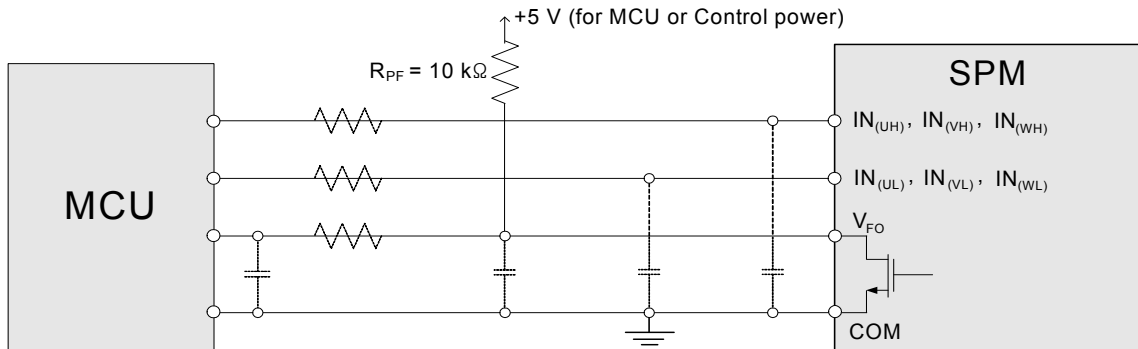 +5 V (for MCU or Control power)
R_PF = 10 kΩ
SPM
MCU
IN_(UH), IN_(VH), IN_(WH)
IN_(UL), IN_(VL), IN_(WL)
V_FO
COM